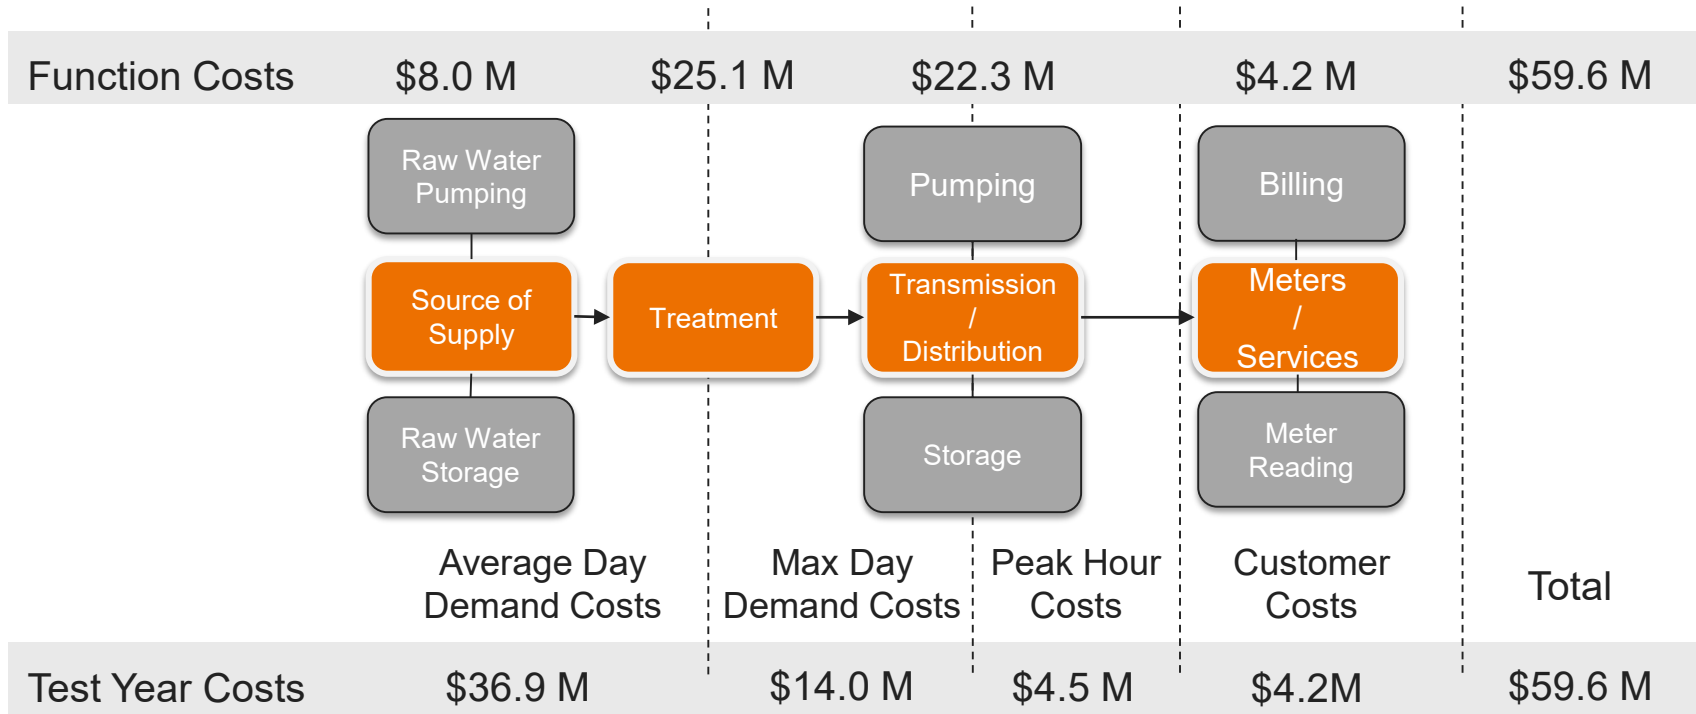 Function Costs $8.0 M $25.1 M $22.3 M $4.2 M $59.6 M
Raw Water
Pumping
Pumping
Billing
Source of
Supply
Treatment
Transmission
/
Distribution
Meters
/
Services
Raw Water
Storage
Storage
Meter
Reading
Average Day
Demand Costs
Max Day
Demand Costs
Peak Hour
Costs
Customer
Costs
Total
Test Year Costs $36.9 M $14.0 M $4.5 M $4.2M $59.6 M